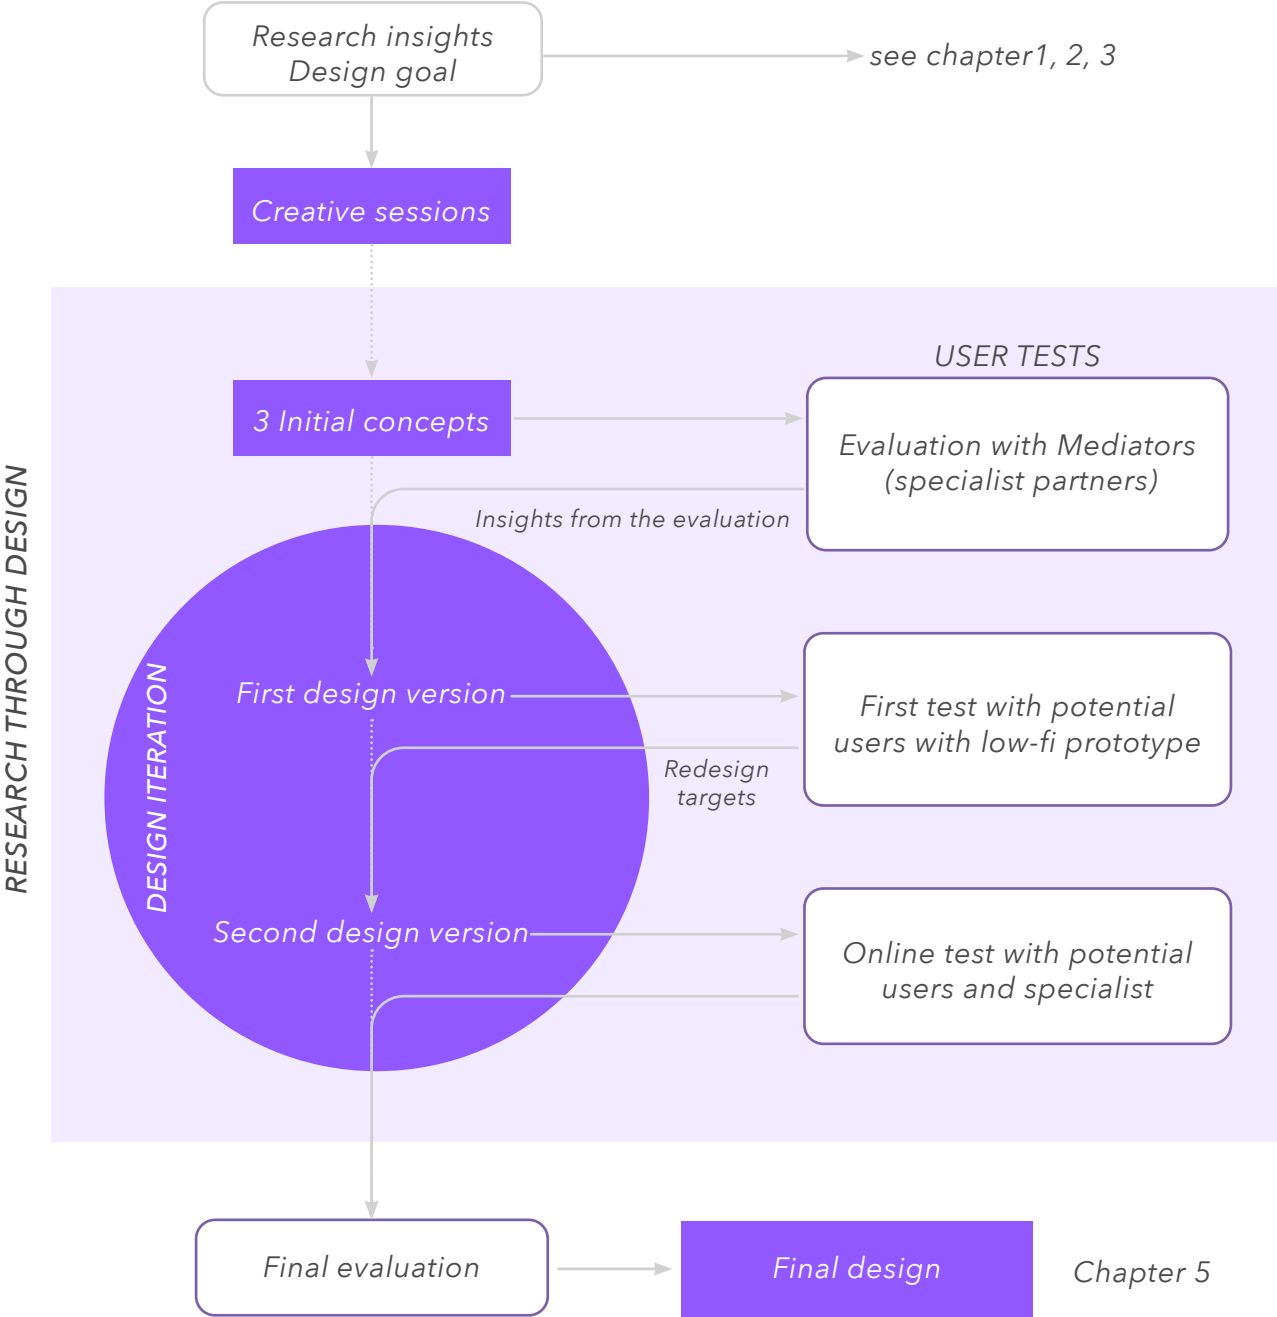 Research insights
Design goal
see chapter1, 2, 3
Creative sessions
RESEARCH THROUGH DESIGN
USER TESTS
3 Initial concepts
Evaluation with Mediators
(specialist partners)
Insights from the evaluation
DESIGN ITERATION
First design version
First test with potential
users with low-fi prototype
Redesign
targets
Second design version
Online test with potential
users and specialist
Final evaluation
Final design
Chapter 5